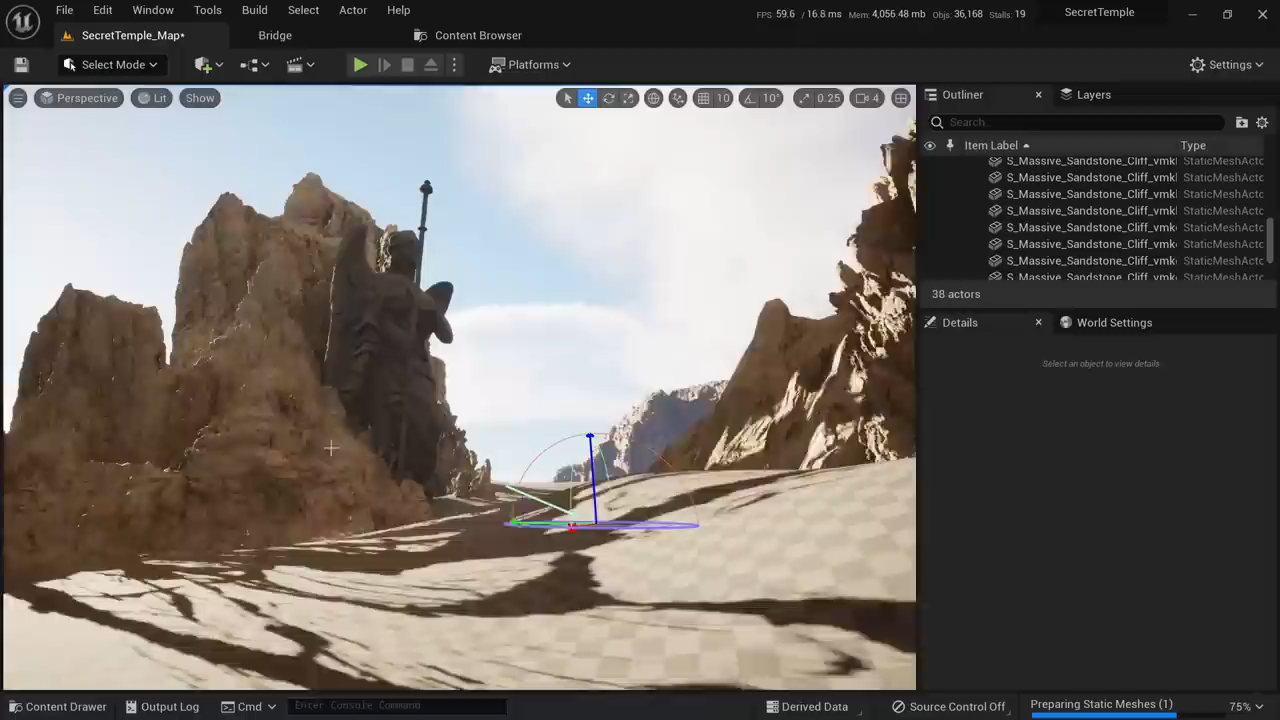 File Edit Window Tools Build Select Actor Help
FPS: 59.6 / 16.8 ms Mem: 4,056.48 mb Objs: 36,168 Stalls: 19
SecretTemple
SecretTemple_Map*
Bridge
Content Browser
Select Mode
Platforms
Settings
Perspective
Lit
Show
10
10°
0.25
4
Outliner
Layers
Search...
Item Label
Type
S_Massive_Sandstone_Cliff_vmk StaticMeshActo
S_Massive_Sandstone_Cliff_vmk StaticMeshActo
S_Massive_Sandstone_Cliff_vmk StaticMeshActo
S_Massive_Sandstone_Cliff_vmk StaticMeshActo
S_Massive_Sandstone_Cliff_vmk StaticMeshActo
S_Massive_Sandstone_Cliff_vmk StaticMeshActo
S_Massive_Sandstone_Cliff_vmk StaticMeshActo
S_Massive_Sandstone_Cliff_vmk StaticMeshActo
38 actors
Details
World Settings
Select an object to view details
Content Drawer
Output Log
Cmd
Enter Console Command
Derived Data
Source Control Off
Preparing Static Meshes (1)
75%